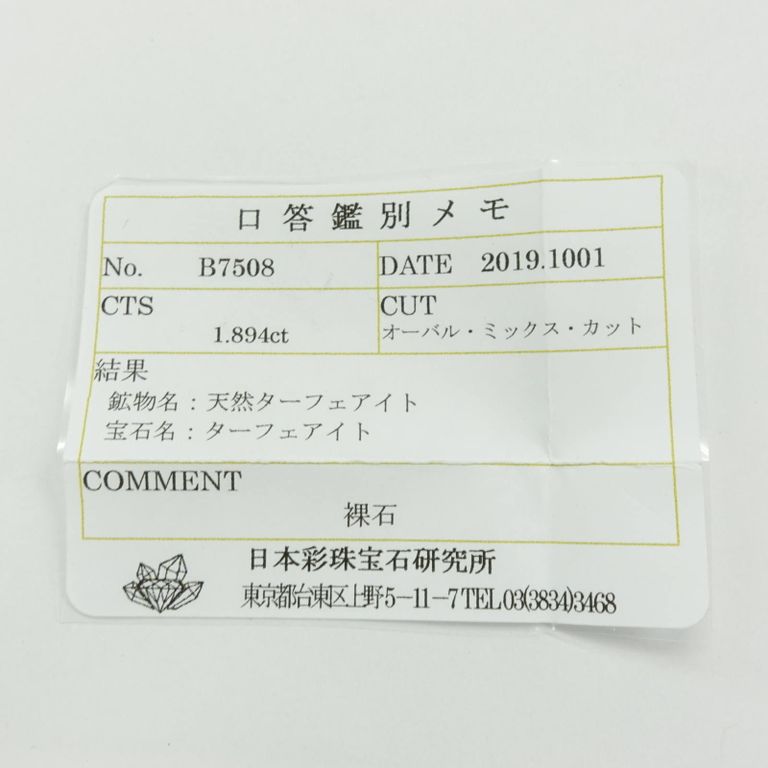 口答鑑別メモ
No. B7508 DATE 2019.1001
CTS CUT
1.894ct オーバル・ミックス・カット
結果
鉱物名：天然ターフェアイト
宝石名：ターフェアイト
COMMENT
裸石
日本彩珠宝石研究所
東京都台東区上野5-11-7 TEL03(3834)3468